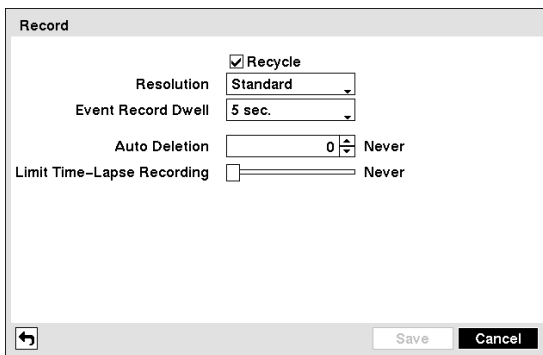 Record
Recycle
Resolution Standard
Event Record Dwell 5 sec.
Auto Deletion 0 Never
Limit Time-Lapse Recording Never
Save Cancel